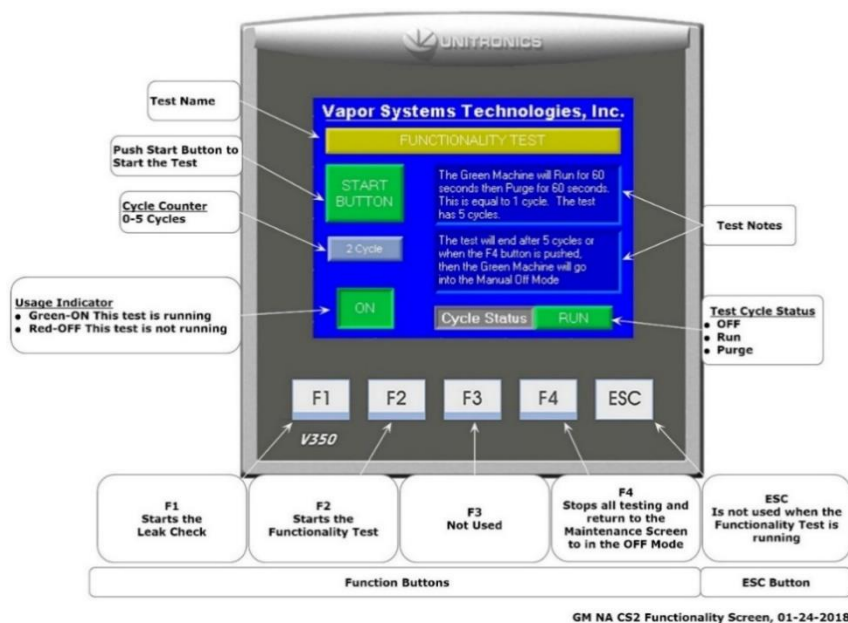 UNITRONICS
Test Name
Vapor Systems Technologies, Inc.
FUNCTIONALITY TEST
Push Start Button to
Start the Test
START
BUTTON
The Green Machine will Run for 60
seconds then Purge for 60 seconds.
This is equal to 1 cycle. The test
has 5 cycles.
Cycle Counter
0-5 Cycles
2 Cycle
The test will end after 5 cycles or
when the F4 button is pushed,
then the Green Machine will go
into the Manual Off Mode
Test Notes
Usage Indicator
• Green-ON This test is running
• Red-OFF This test is not running
ON
Cycle Status
RUN
Test Cycle Status
• OFF
• Run
• Purge
F1
F2
F3
F4
ESC
V350
F1
Starts the
Leak Check
F2
Starts the
Functionality Test
F3
Not Used
F4
Stops all testing and
return to the
Maintenance Screen
to in the OFF Mode
ESC
Is not used when the
Functionality Test is
running
Function Buttons
ESC Button
GM NA CS2 Functionality Screen, 01-24-2018